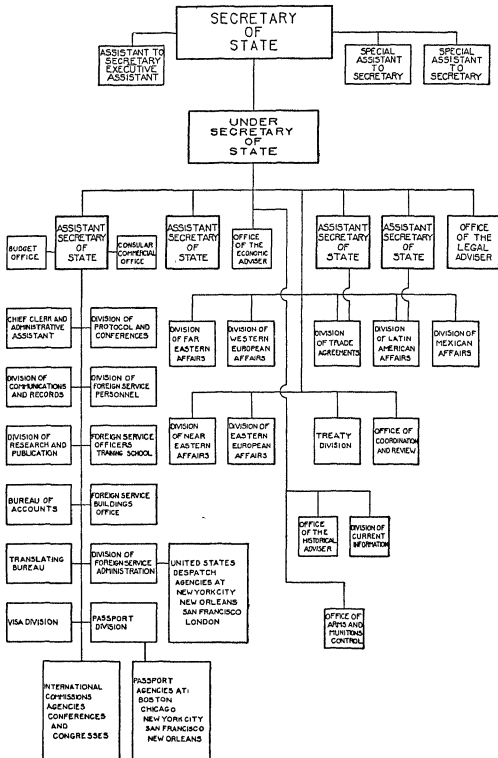 SECRETARY
OF
STATE
ASSISTANT TO
SECRETARY
EXECUTIVE
ASSISTANT
SPECIAL
ASSISTANT
TO
SECRETARY
SPECIAL
ASSISTANT
TO
SECRETARY
UNDER
SECRETARY
OF
STATE
BUDGET
OFFICE
ASSISTANT
SECRETARY
OF
STATE
CONSULAR
COMMERCIAL
OFFICE
ASSISTANT
SECRETARY
OF
STATE
OFFICE
OF THE
ECONOMIC
ADVISER
ASSISTANT
SECRETARY
OF
STATE
ASSISTANT
SECRETARY
OF
STATE
OFFICE
OF
THE LEGAL
ADVISER
CHIEF CLERK AND
ADMINISTRATIVE
ASSISTANT
DIVISION OF
PROTOCOL AND
CONFERENCES
DIVISION
OF FAR
EASTERN
AFFAIRS
DIVISION
OF WESTERN
EUROPEAN
AFFAIRS
DIVISION
OF TRADE
AGREEMENTS
DIVISION
OF LATIN
AMERICAN
AFFAIRS
DIVISION OF
MEXICAN
AFFAIRS
DIVISION OF
COMMUNICATIONS
AND RECORDS
DIVISION OF
FOREIGN SERVICE
PERSONNEL
DIVISION OF
RESEARCH AND
PUBLICATION
FOREIGN SERVICE
OFFICERS
TRAINING SCHOOL
DIVISION
OF NEAR
EASTERN
AFFAIRS
DIVISION
OF EASTERN
EUROPEAN
AFFAIRS
TREATY
DIVISION
OFFICE OF
COORDINATION
AND REVIEW
BUREAU OF
ACCOUNTS
FOREIGN SERVICE
BUILDINGS
OFFICE
OFFICE
OF THE
HISTORICAL
ADVISER
DIVISION OF
CURRENT
INFORMATION
TRANSLATING
BUREAU
DIVISION OF
FOREIGN SERVICE
ADMINISTRATION
UNITED STATES
DESPATCH
AGENCIES AT
NEW YORK CITY
NEW ORLEANS
SAN FRANCISCO
LONDON
VISA DIVISION
PASSPORT
DIVISION
OFFICE OF
ARMS AND
MUNITIONS
CONTROL
INTERNATIONAL
COMMISSIONS
AGENCIES
CONFERENCES
AND
CONGRESSES
PASSPORT
AGENCIES AT:
BOSTON
CHICAGO
NEW YORK CITY
SAN FRANCISCO
NEW ORLEANS